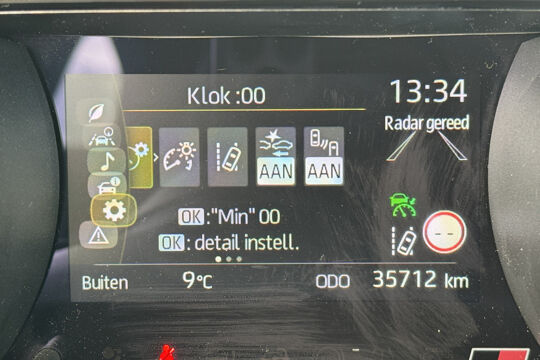 Klok :00
13:34
Radar gereed
AAN
AAN
OK :"Min" 00
OK : detail instell.
--
Buiten 9°C ODO 35712 km